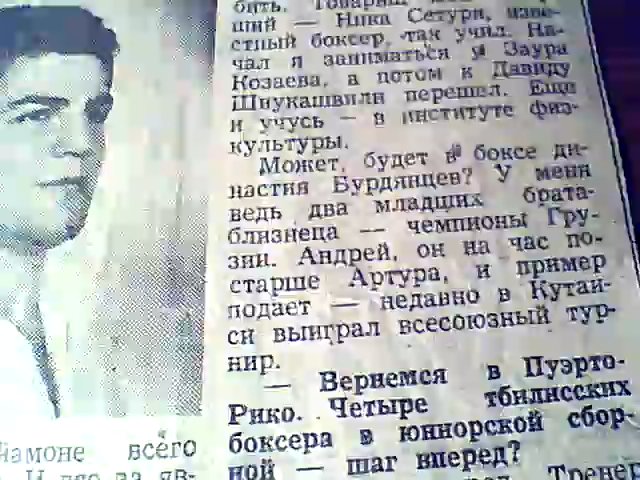 бить. Товарищ
ший — Ника Сетури, изве-
стный боксер, так учил. На-
чал я заниматься у Заура
Козаева, а потом к Давиду
Шнукашвили перешел. Еще
и учусь — в институте физ-
культуры.
Может, будет в боксе ди-
настия Бурдянцев? У меня
ведь два младших брата-
близнеца — чемпионы Гру-
зии. Андрей, он на час по-
старше Артура, и пример
подает — недавно в Кутаи-
си выиграл всесоюзный тур-
нир.
— Вернемся в Пуэрто-
Рико. Четыре тбилисских
боксера в юниорской сбор-
ной — шаг вперед?
Тренер
чамоне всего